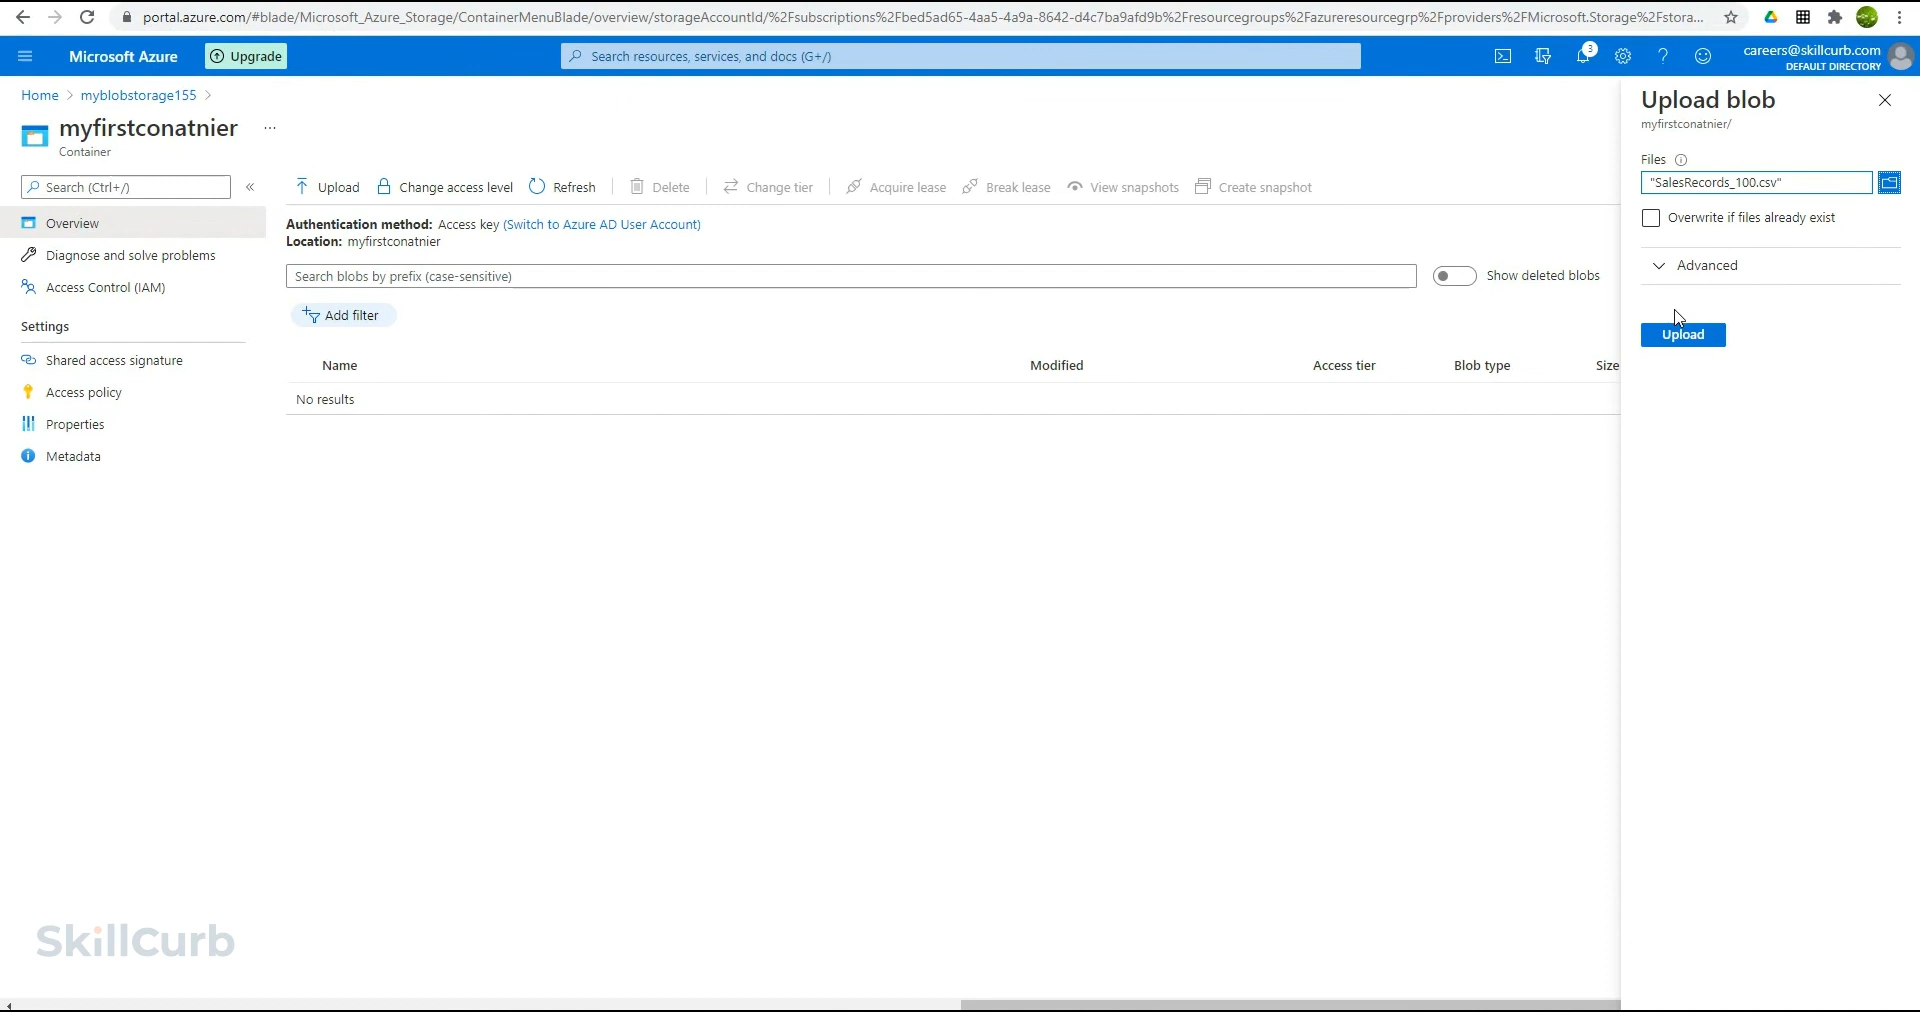 portal.azure.com/#blade/Microsoft_Azure_Storage/ContainerMenuBlade/overview/storageAccountId/%2Fsubscriptions%2Fbed5ad65-4aa5-4a9a-8642-d4c7ba9afd9b%2Fresourcegroups%2Fazureresourcegrp%2Fproviders%2FMicrosoft.Storage%2Fstora...
Microsoft Azure
Upgrade
Search resources, services, and docs (G+/)
3
careers@skillcurb.com
DEFAULT DIRECTORY
Home > myblobstorage155 >
myfirstconatnier
...
Container
Search (Ctrl+/)
«
Overview
Diagnose and solve problems
Access Control (IAM)
Settings
Shared access signature
Access policy
Properties
Metadata
Upload
Change access level
Refresh
Delete
Change tier
Acquire lease
Break lease
View snapshots
Create snapshot
Authentication method: Access key (Switch to Azure AD User Account)
Location: myfirstconatnier
Search blobs by prefix (case-sensitive)
Show deleted blobs
Add filter
Name Modified Access tier Blob type Size
No results
Upload blob
myfirstconatnier/
Files
"SalesRecords_100.csv"
Overwrite if files already exist
Advanced
Upload
SkillCurb